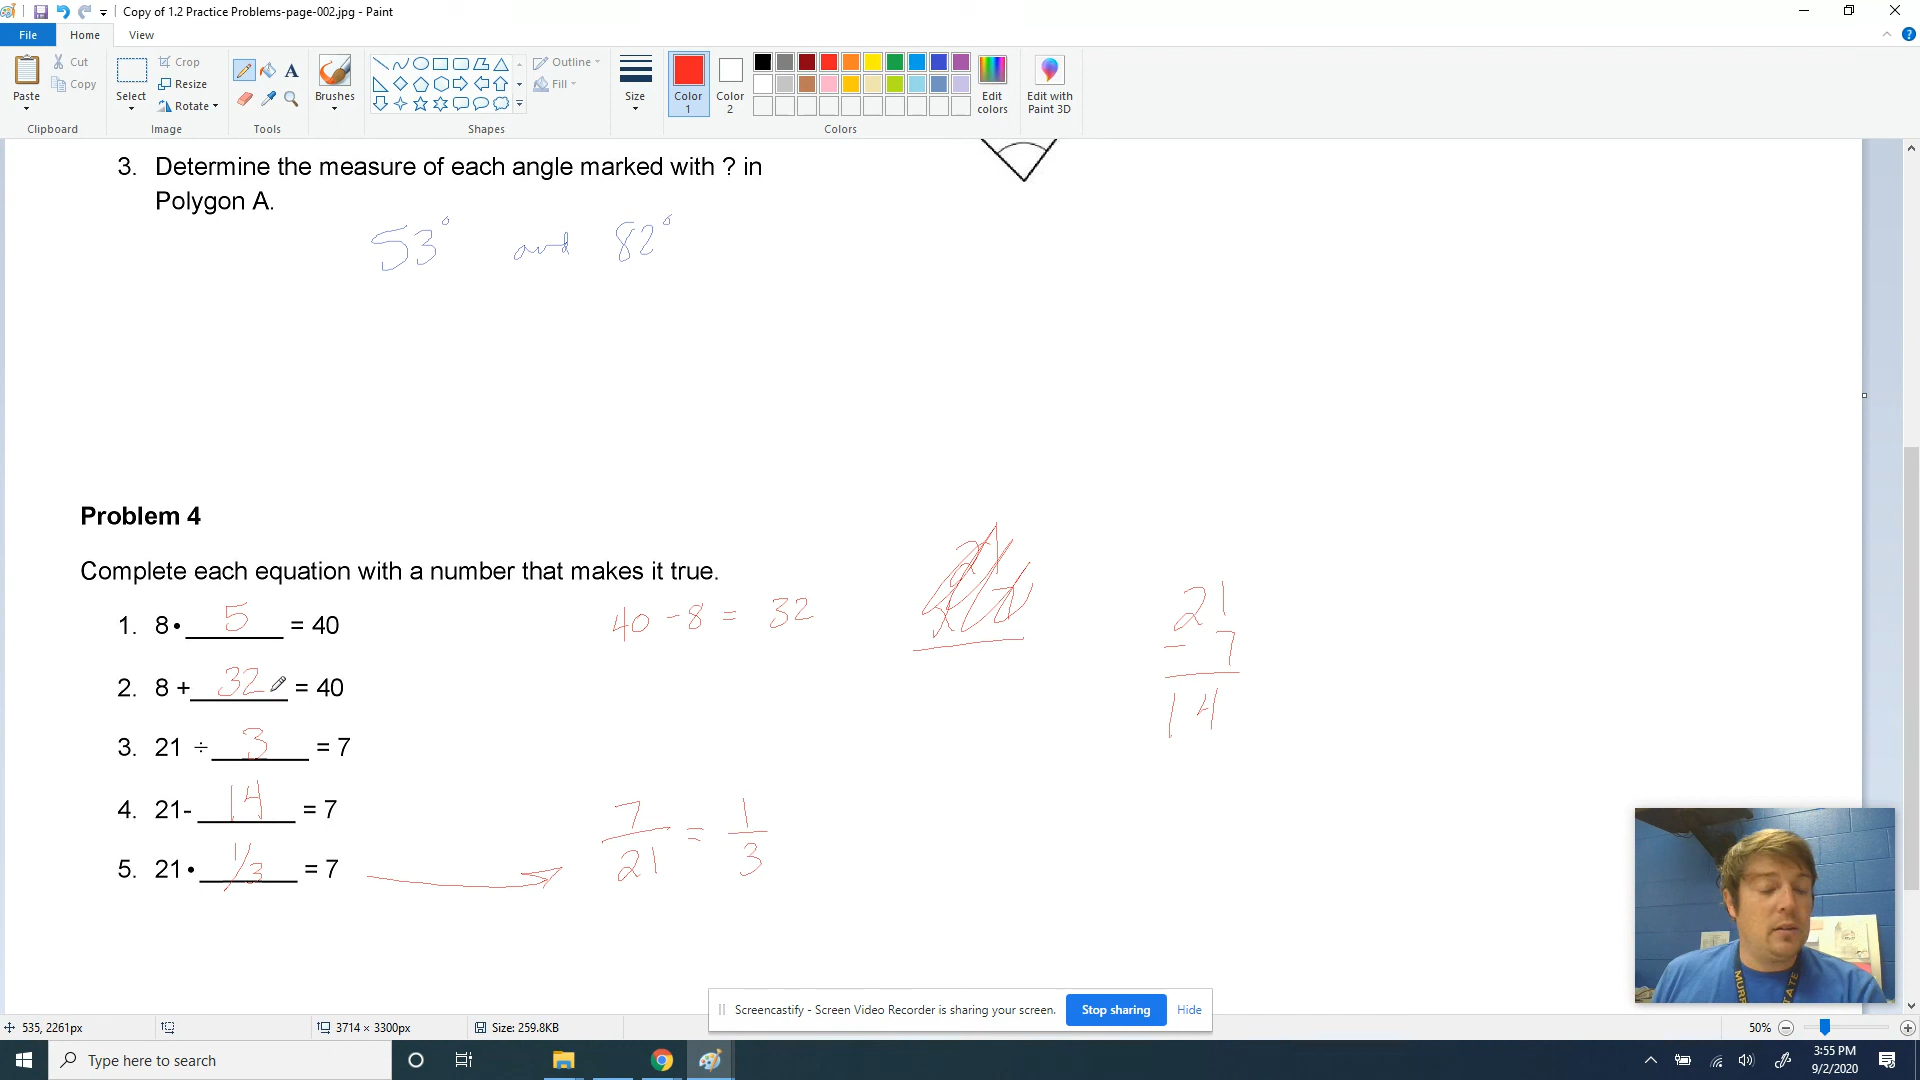 Copy of 1.2 Practice Problems-page-002.jpg - Paint
File Home View
Paste Cut Copy Select Crop Resize Rotate Brushes Outline Fill Size Color 1 Color 2 Edit colors Edit with Paint 3D
Clipboard Image Tools Shapes Colors
3. Determine the measure of each angle marked with ? in
Polygon A.
53° and 82°
Problem 4
Complete each equation with a number that makes it true.
1. 8• 5 = 40
40 - 8 = 32
2. 8 + 32 = 40
21
- 7
14
3. 21 ÷ 3 = 7
4. 21- 14 = 7
5. 21• 1/3 = 7
7/21 = 1/3
MURR
STATE
Screencastify - Screen Video Recorder is sharing your screen. Stop sharing Hide
535, 2261px 3714 × 3300px Size: 259.8KB 50%
Type here to search
3:55 PM
9/2/2020